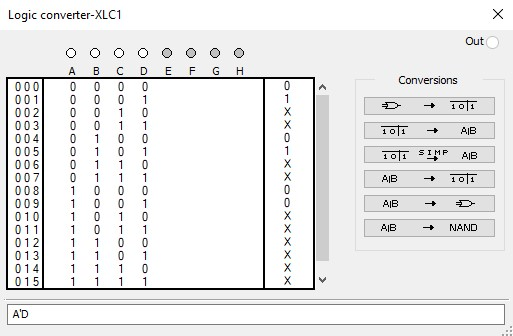 Logic converter-XLC1
Out
A B C D E F G H
000 0 0 0 0 0
001 0 0 0 1 1
002 0 0 1 0 X
003 0 0 1 1 X
004 0 1 0 0 0
005 0 1 0 1 1
006 0 1 1 0 X
007 0 1 1 1 X
008 1 0 0 0 0
009 1 0 0 1 0
010 1 0 1 0 X
011 1 0 1 1 X
012 1 1 0 0 X
013 1 1 0 1 X
014 1 1 1 0 X
015 1 1 1 1 X
Conversions
→ 1 0 | 1
1 0 | 1 → A|B
1 0 | 1 SIMP → A|B
A|B → 1 0 | 1
A|B →
A|B → NAND
A'D